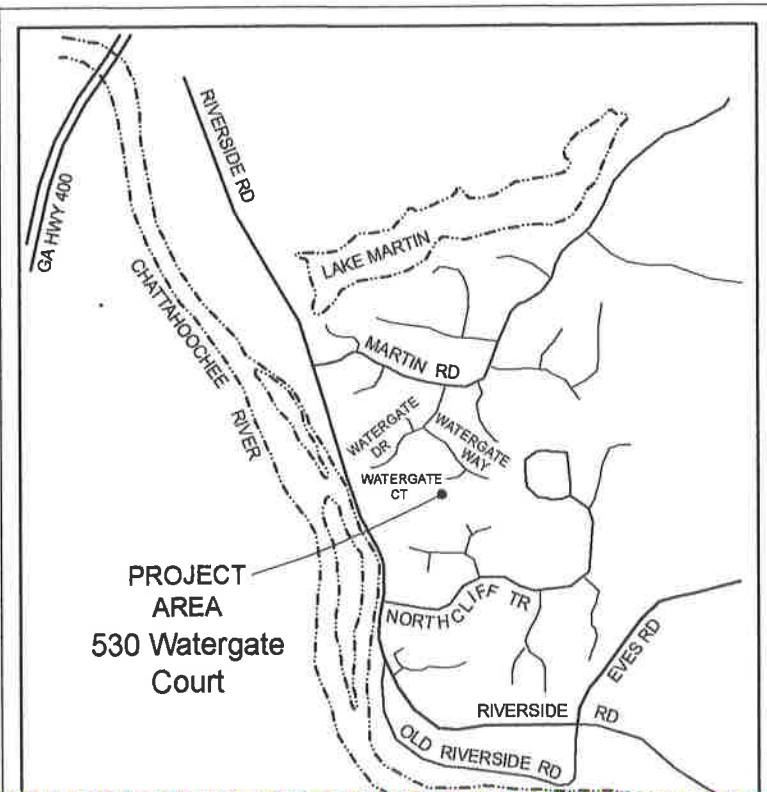 RIVERSIDE RD
GA HWY 400
LAKE MARTIN
CHATTAHOOCHEE
RIVER
MARTIN RD
WATERGATE
DR
WATERGATE
WAY
WATERGATE
CT
PROJECT
AREA
530 Watergate
Court
NORTHCLIFF TR
EVES RD
RIVERSIDE RD
OLD RIVERSIDE RD